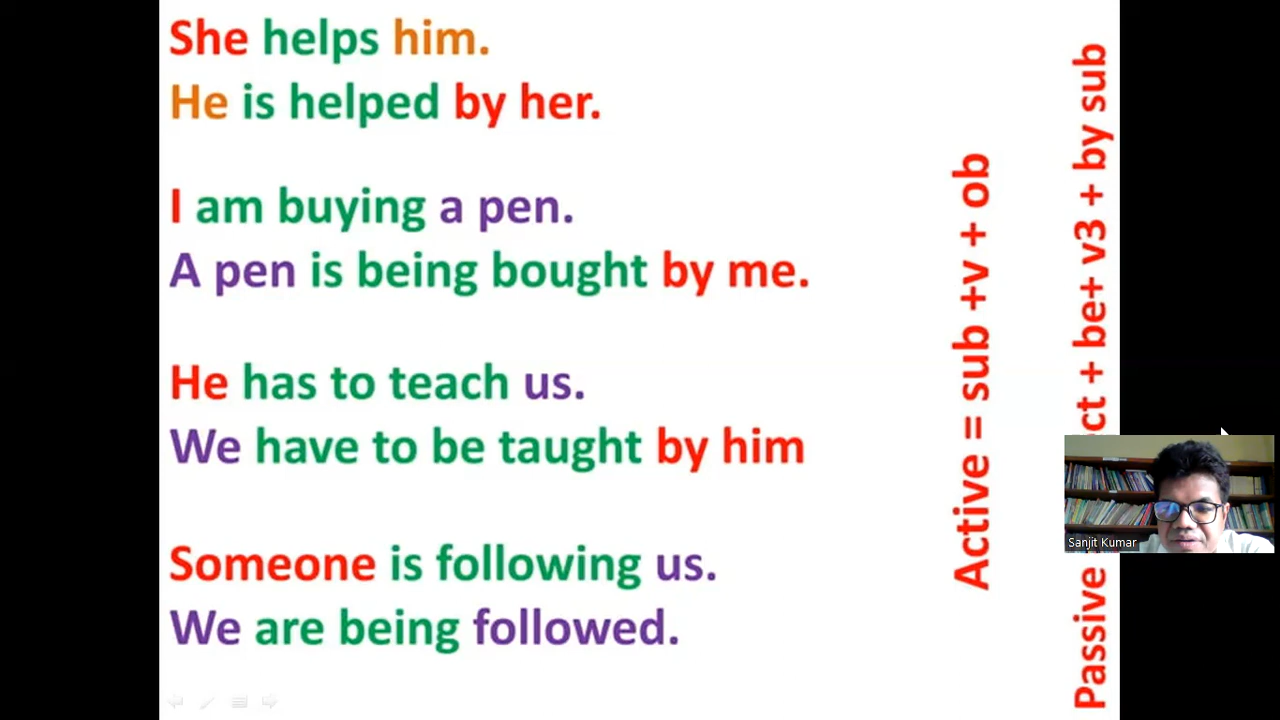 She helps him.
He is helped by her.
I am buying a pen.
A pen is being bought by me.
He has to teach us.
We have to be taught by him
Someone is following us.
We are being followed.
Active = sub +v + ob
Passive
ct + be+ v3 + by sub
Sanjit Kumar